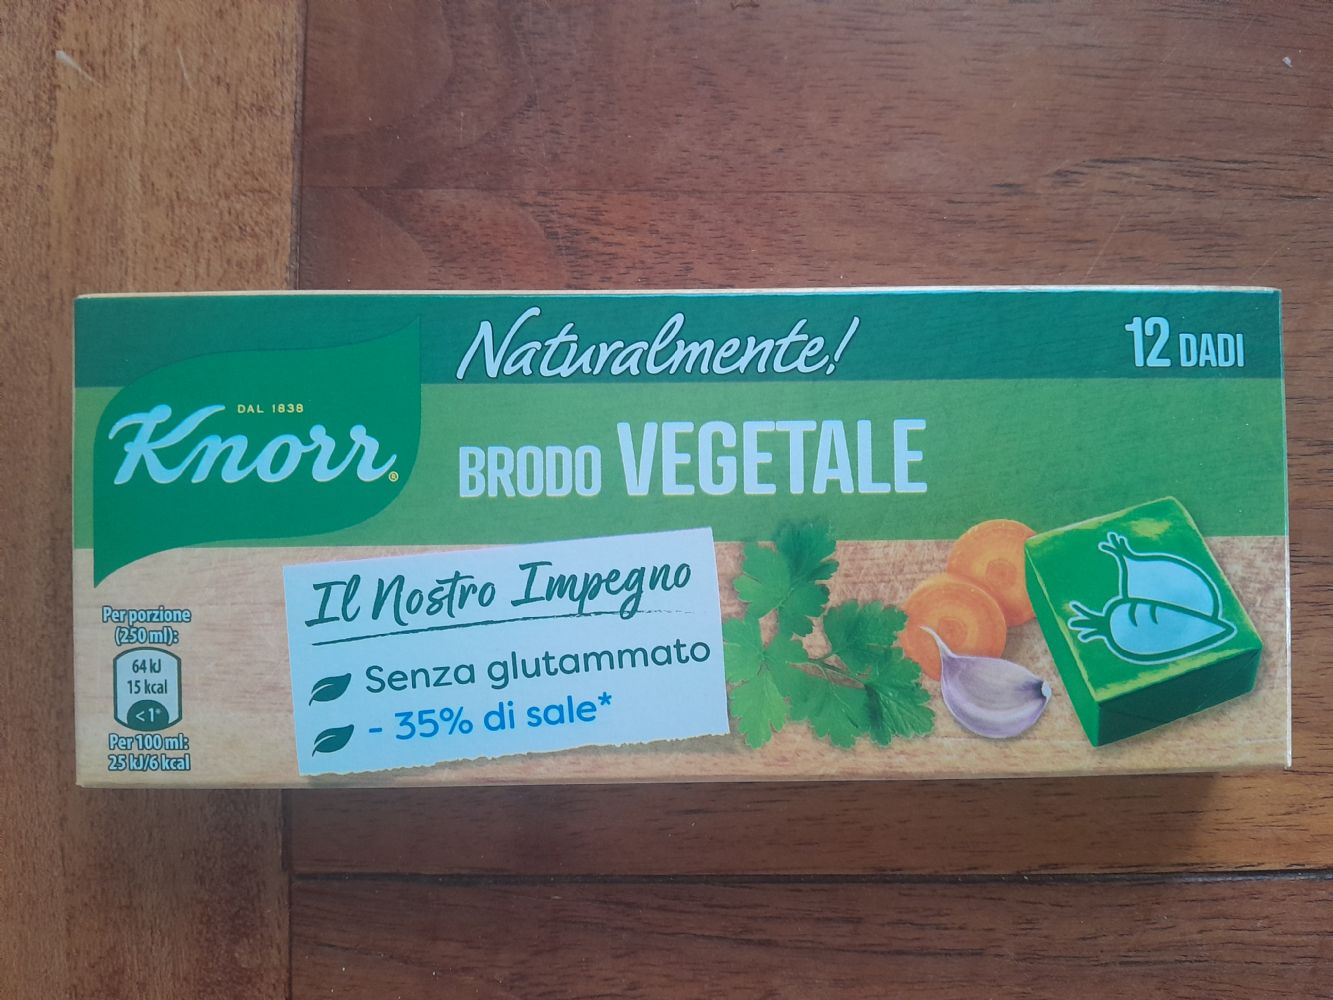 Naturalmente!
12 DADI
DAL 1838
Knorr®
BRODO VEGETALE
Il Nostro Impegno
Senza glutammato
- 35% di sale*
Per porzione
(250 ml):
64 kJ
15 kcal
<1*
Per 100 ml:
25 kJ/6 kcal